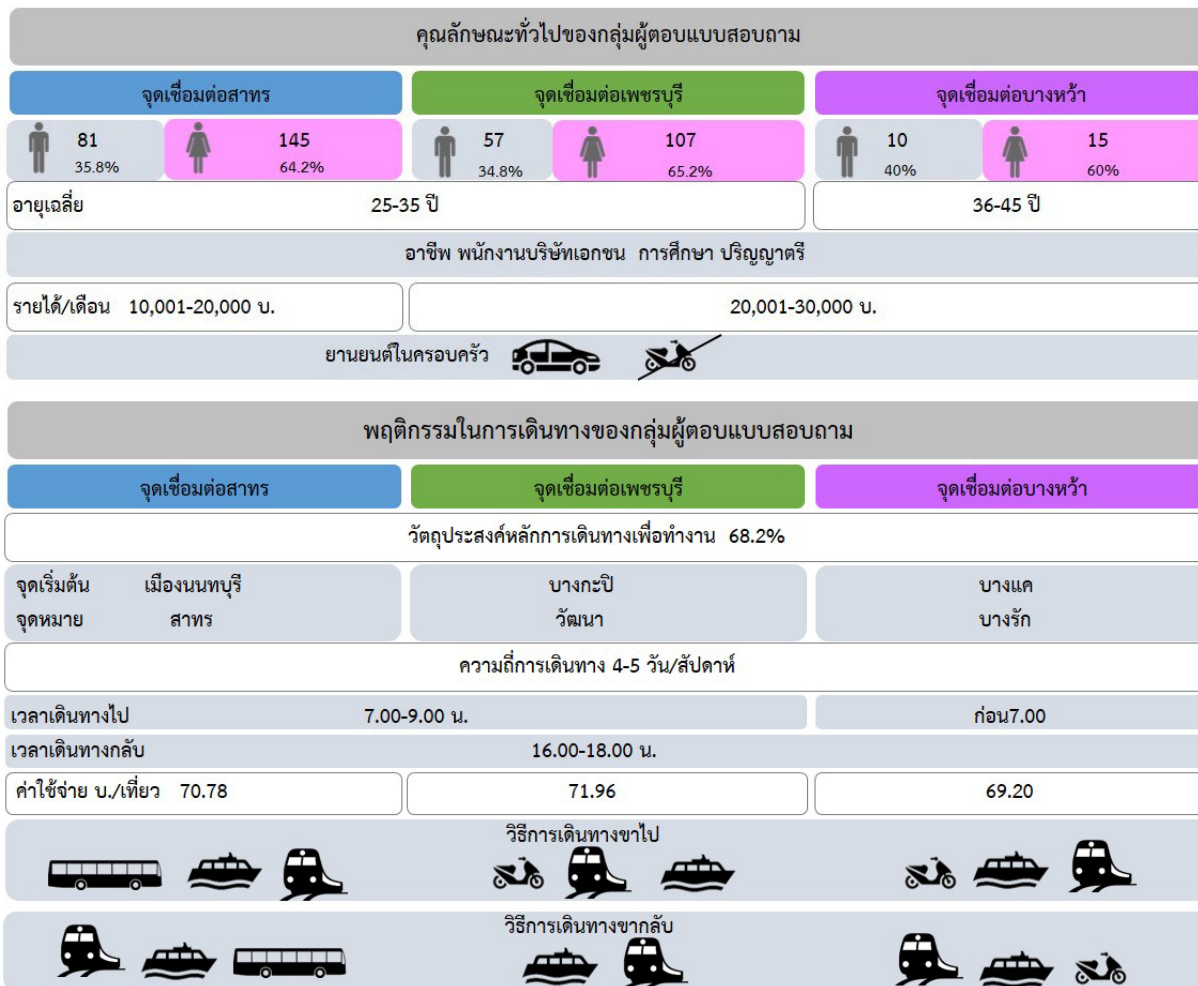 คุณลักษณะทั่วไปของกลุ่มผู้ตอบแบบสอบถาม
จุดเชื่อมต่อสาทร จุดเชื่อมต่อเพชรบุรี จุดเชื่อมต่อบางหว้า
81 145 57 107 10 15
35.8% 64.2% 34.8% 65.2% 40% 60%
อายุเฉลี่ย 25-35 ปี 36-45 ปี
อาชีพ พนักงานบริษัทเอกชน การศึกษา ปริญญาตรี
รายได้/เดือน 10,001-20,000 บ. 20,001-30,000 บ.
ยานยนต์ในครอบครัว
พฤติกรรมในการเดินทางของกลุ่มผู้ตอบแบบสอบถาม
จุดเชื่อมต่อสาทร จุดเชื่อมต่อเพชรบุรี จุดเชื่อมต่อบางหว้า
วัตถุประสงค์หลักการเดินทางเพื่อทำงาน 68.2%
จุดเริ่มต้น เมืองนนทบุรี บางกะปิ บางแค
จุดหมาย สาทร วัฒนา บางรัก
ความถี่การเดินทาง 4-5 วัน/สัปดาห์
เวลาเดินทางไป 7.00-9.00 น. ก่อน7.00
เวลาเดินทางกลับ 16.00-18.00 น.
ค่าใช้จ่าย บ./เที่ยว 70.78 71.96 69.20
วิธีการเดินทางขาไป
วิธีการเดินทางขากลับ